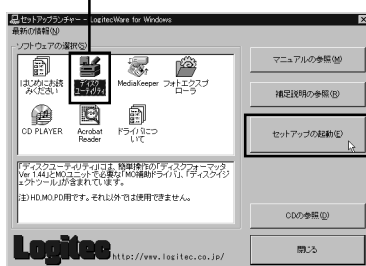 セットアップランチャー - LogitecWare for Windows
最新の情報(N)
ソフトウェアの選択(S)
はじめにお読
みください
ディスク
ユーティリティ
MediaKeeper
フォトエクスプ
ローラ
CD PLAYER
Acrobat
Reader
ドライバにつ
いて
「ディスクユーティリティ」には、簡単操作の「ディスクフォーマッタ
Ver 1.44」とMOユニットで必要な「MO補助ドライバ」、「ディスクイジ
ェクトツール」が含まれています。
注)HD,MO,PD用です。それ以外では使用できません。
マニュアルの参照(M)
補足説明の参照(R)
セットアップの起動(E)
CDの参照(D)
閉じる
Logitec
http://www.logitec.co.jp/